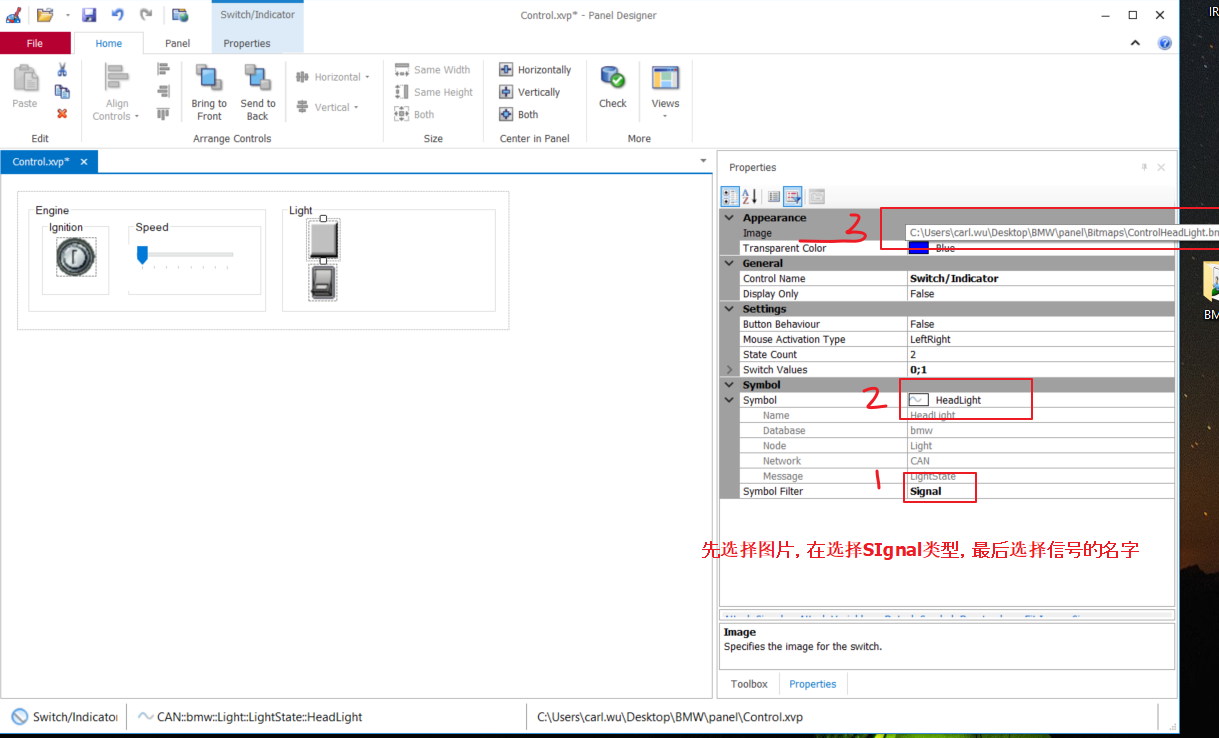 Switch/Indicator
Control.xvp* - Panel Designer
IR
File
Home
Panel
Properties
Paste
Align Controls
Bring to Front
Send to Back
Horizontal
Vertical
Same Width
Same Height
Both
Horizontally
Vertically
Both
Check
Views
Edit
Arrange Controls
Size
Center in Panel
More
Control.xvp*
Engine
Ignition
Speed
Light
Properties
Appearance
3
Image
C:\Users\carl.wu\Desktop\BMW\panel\Bitmaps\ControlHeadLight.bm
Transparent Color Blue
General
Control Name Switch/Indicator
Display Only False
Settings
Button Behaviour False
Mouse Activation Type LeftRight
State Count 2
Switch Values 0;1
Symbol
2
Symbol HeadLight
Name HeadLight
Database bmw
Node Light
Network CAN
Message LightState
1
Symbol Filter Signal
先选择图片, 在选择SIgnal类型, 最后选择信号的名字
Image
Specifies the image for the switch.
Toolbox
Properties
Switch/Indicator
CAN::bmw::Light::LightState::HeadLight
C:\Users\carl.wu\Desktop\BMW\panel\Control.xvp